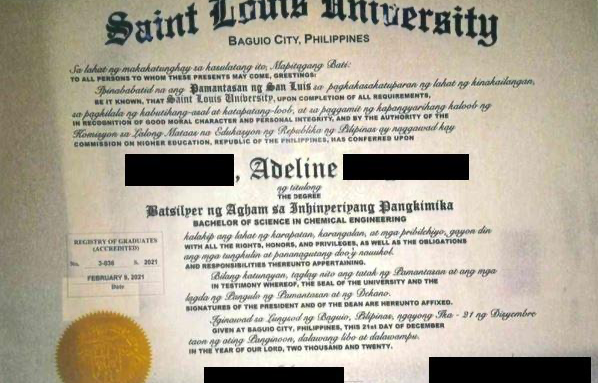 Saint Louis University
BAGUIO CITY, PHILIPPINES
Sa lahat ng makakatunghay sa kasulatang ito, Mapitagang Bati:
TO ALL PERSONS TO WHOM THESE PRESENTS MAY COME, GREETINGS:
Ipinababatid na ang Pamantasan ng San Luis sa pagkakasakatuparan ng lahat ng kinakailangan,
BE IT KNOWN, THAT Saint Louis University, UPON COMPLETION OF ALL REQUIREMENTS,
sa pagkilala ng kabutihang-asal at katapatang-loob, at sa paggamit ng kapangyarihang kaloob ng
IN RECOGNITION OF GOOD MORAL CHARACTER AND PERSONAL INTEGRITY, AND BY THE AUTHORITY OF THE
Komisyon sa Lalong Mataas na Edukasyon ng Republika ng Pilipinas ay naggawad kay
COMMISSION ON HIGHER EDUCATION, REPUBLIC OF THE PHILIPPINES, HAS CONFERRED UPON
, Adeline
ng titulong
THE DEGREE
Batsilyer ng Agham sa Inhinyeriyang Pangkimika
BACHELOR OF SCIENCE IN CHEMICAL ENGINEERING
kalakip ang lahat ng karapatan, karangalan, at mga pribilehiyo, gayon din
WITH ALL THE RIGHTS, HONORS, AND PRIVILEGES, AS WELL AS THE OBLIGATIONS
ang mga tungkulin at pananagutang doo'y nauukol.
AND RESPONSIBILITIES THEREUNTO APPERTAINING.
Bilang katunayan, taglay nito ang tatak ng Pamantasan at ang mga
IN TESTIMONY WHEREOF, THE SEAL OF THE UNIVERSITY AND THE
lagda ng Pangulo ng Pamantasan at ng Dekano.
SIGNATURES OF THE PRESIDENT AND OF THE DEAN ARE HEREUNTO AFFIXED.
Iginawad sa Lungsod ng Baguio, Pilipinas, ngayong Ika - 21 ng Disyembre
GIVEN AT BAGUIO CITY, PHILIPPINES, THIS 21st DAY OF DECEMBER
taon ng ating Panginoon, dalawang libo at dalawampu.
IN THE YEAR OF OUR LORD, TWO THOUSAND AND TWENTY.
REGISTRY OF GRADUATES
(ACCREDITED)
No. 3-036 S. 2021
FEBRUARY 5, 2021
Date